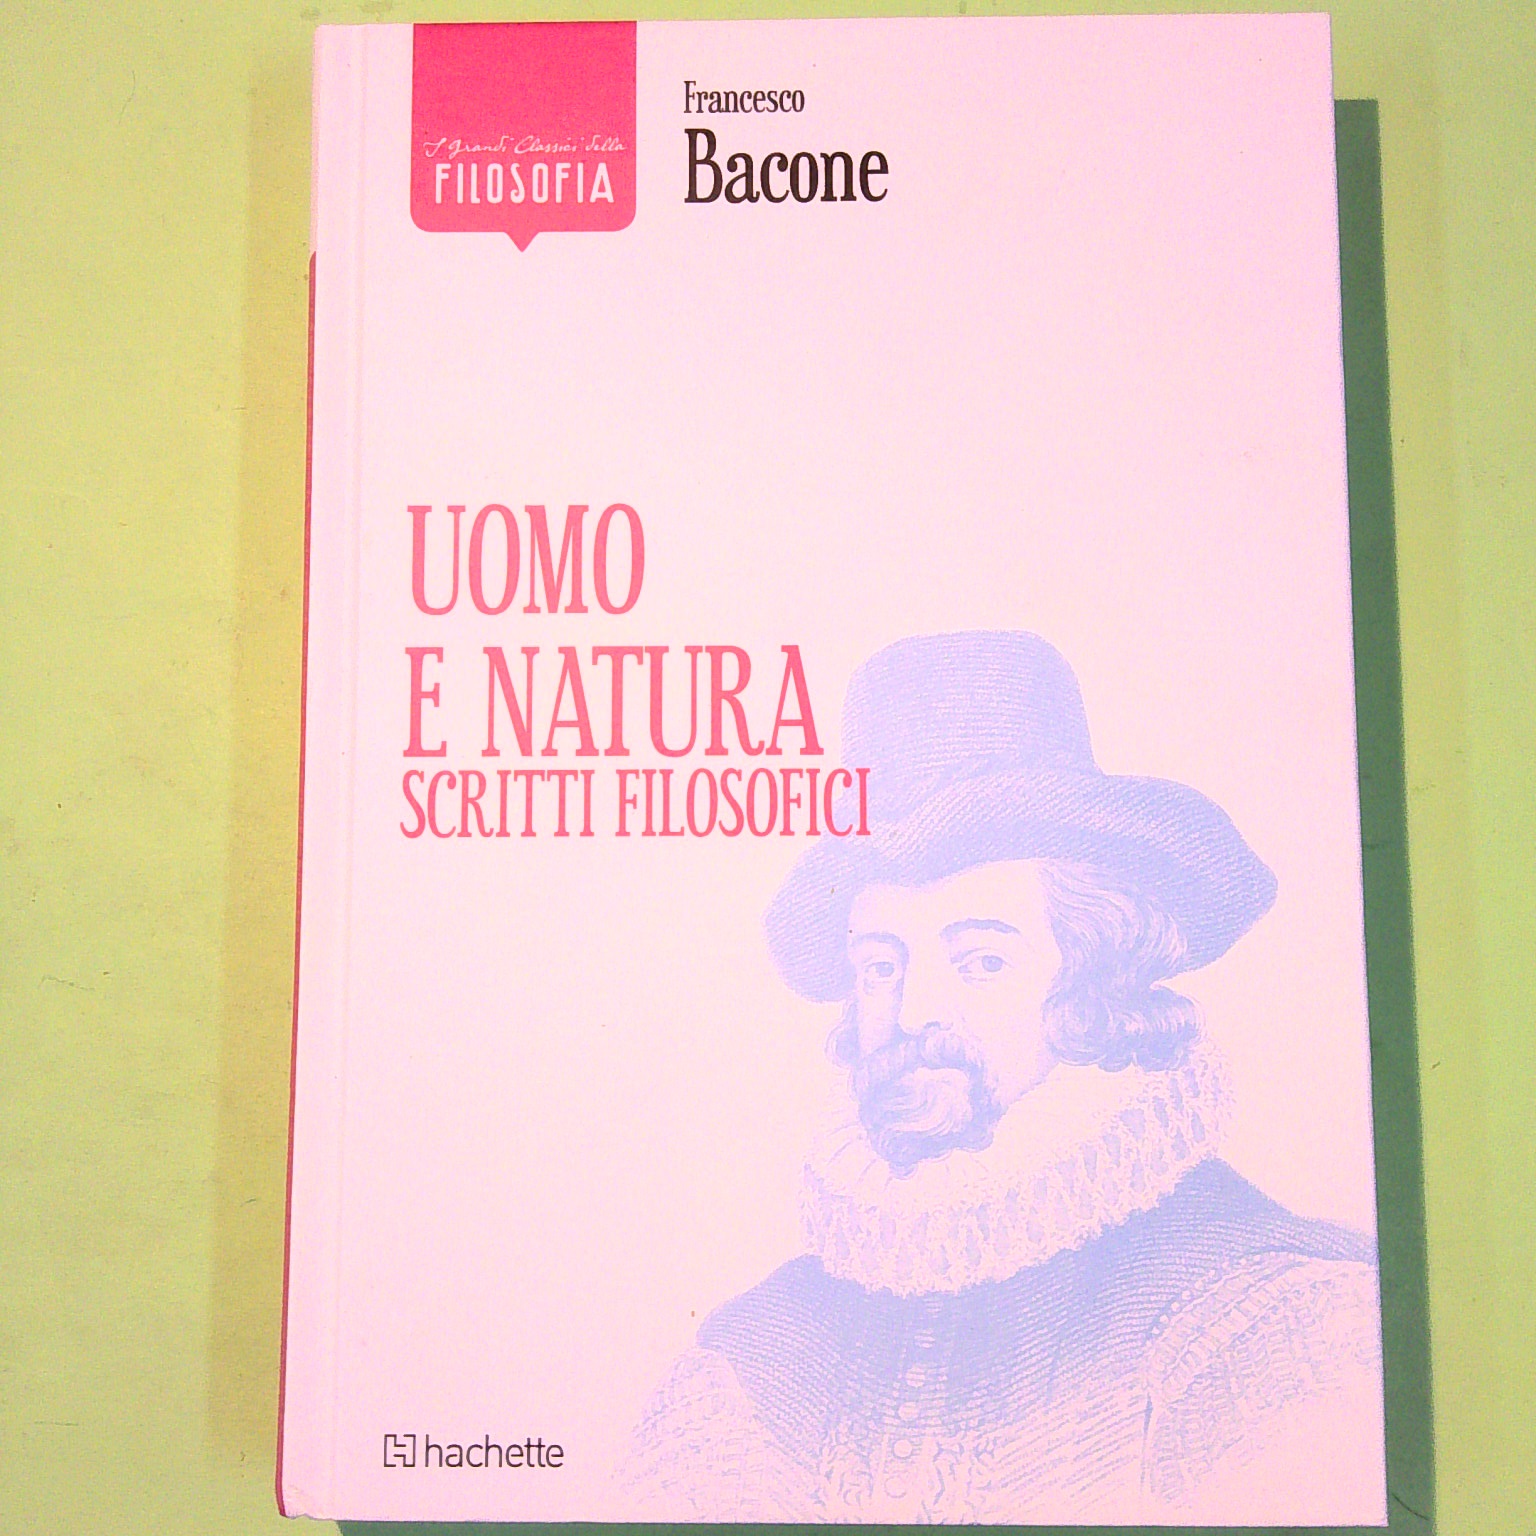 I Grandi Classici della
FILOSOFIA
Francesco
Bacone
UOMO
E NATURA
SCRITTI FILOSOFICI
hachette